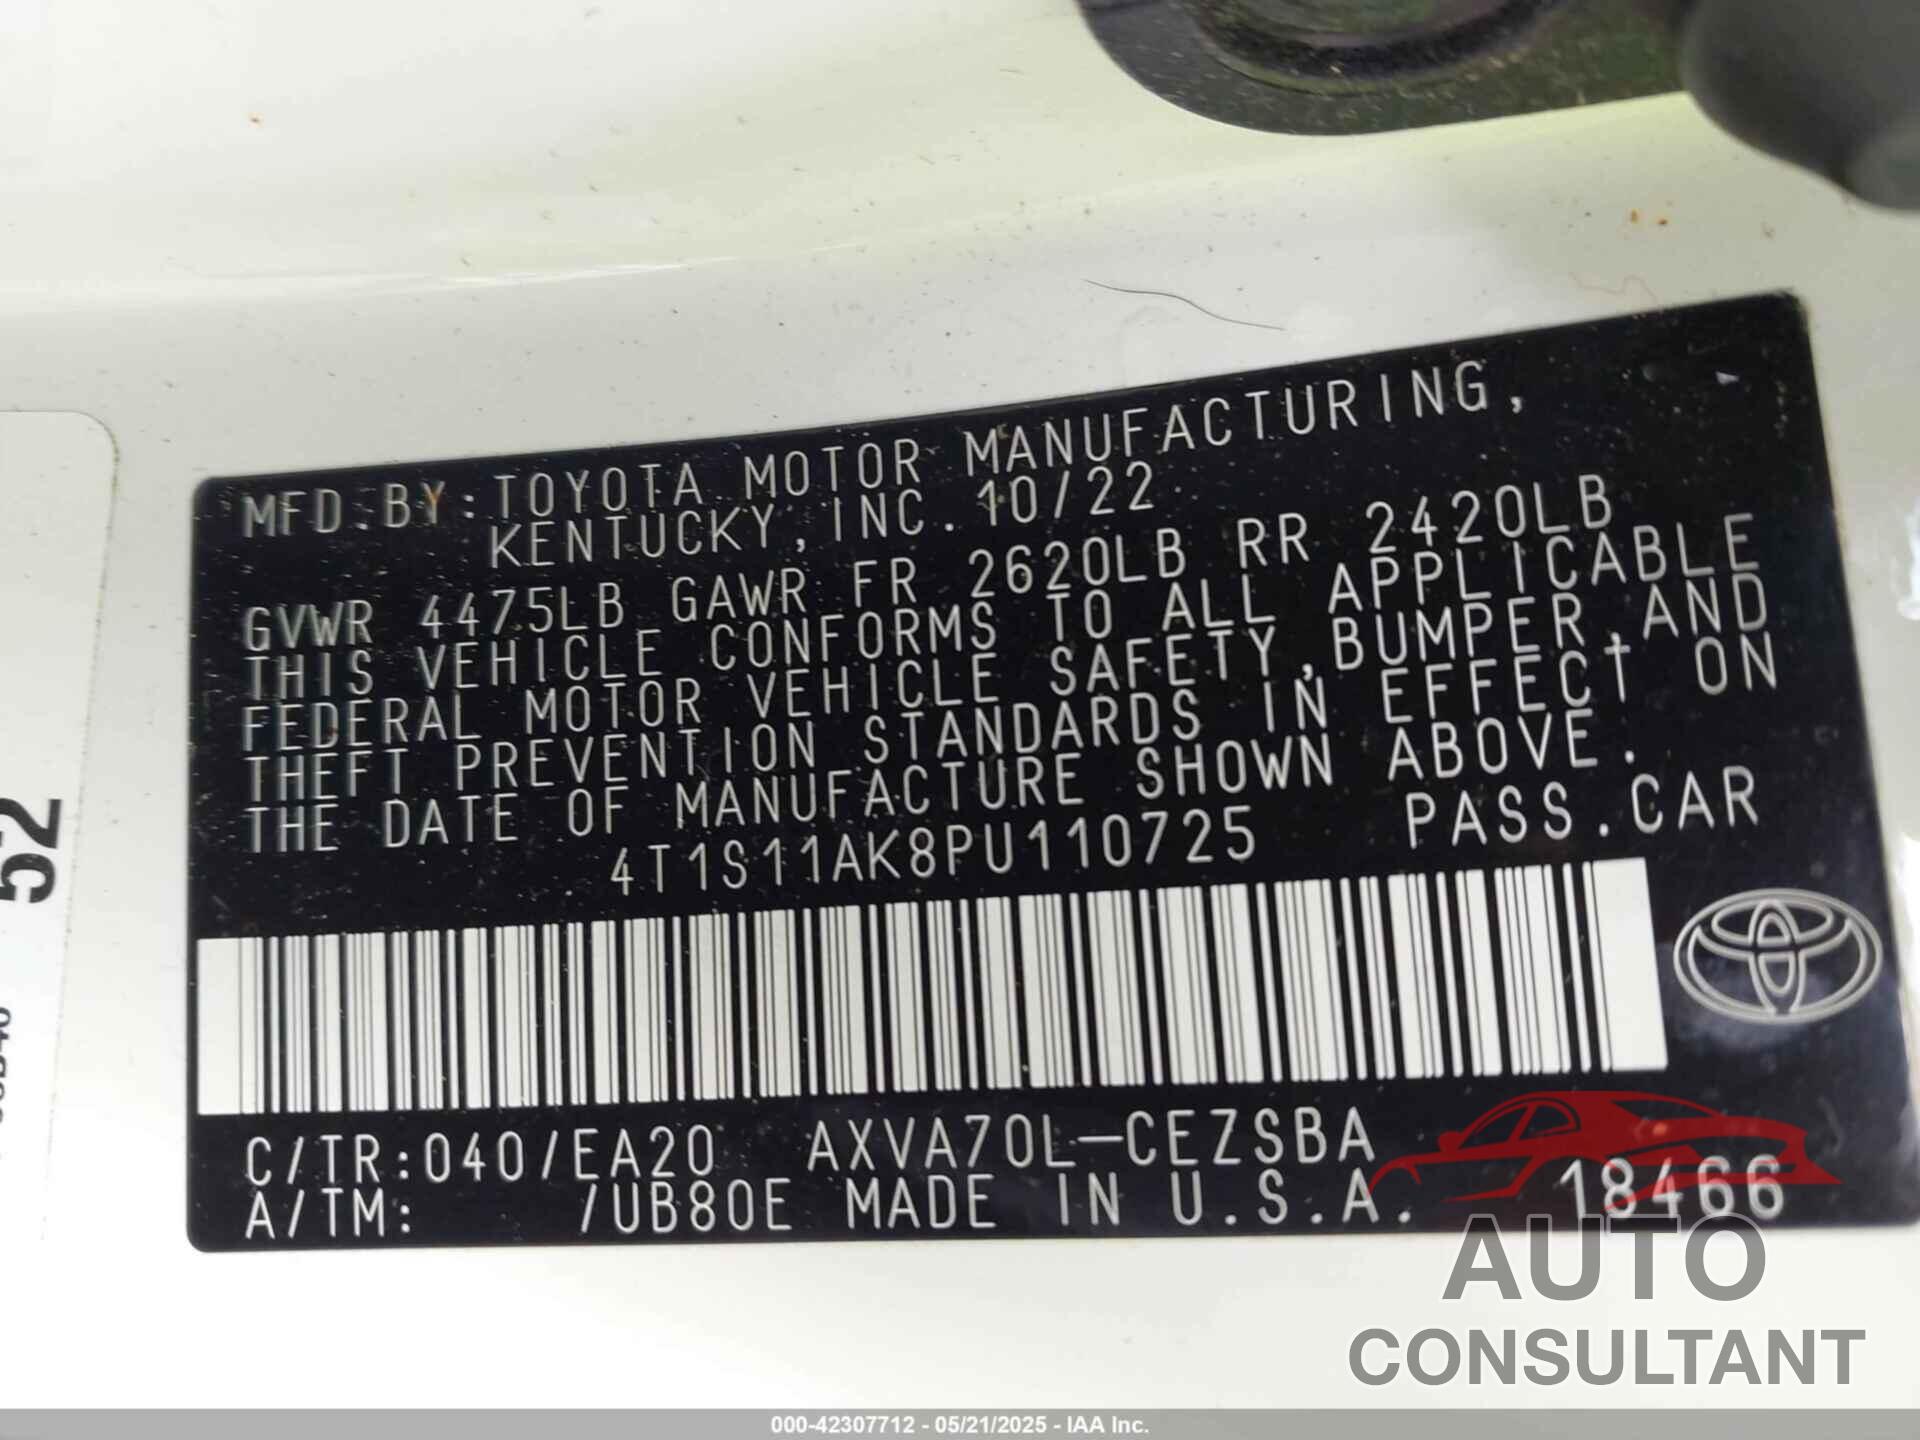 MFD.BY:TOYOTA MOTOR MANUFACTURING,
KENTUCKY,INC. 10/22
GVWR 4475LB GAWR FR 2620LB RR 2420LB
THIS VEHICLE CONFORMS TO ALL APPLICABLE
FEDERAL MOTOR VEHICLE SAFETY,BUMPER,AND
THEFT PREVENTION STANDARDS IN EFFECT ON
THE DATE OF MANUFACTURE SHOWN ABOVE.
4T1S11AK8PU110725 PASS.CAR
C/TR:040/EA20 AXVA70L-CEZSBA
A/TM: /UB80E MADE IN U.S.A. 18466
52
AUTO
CONSULTANT
000-42307712 - 05/21/2025 - IAA Inc.